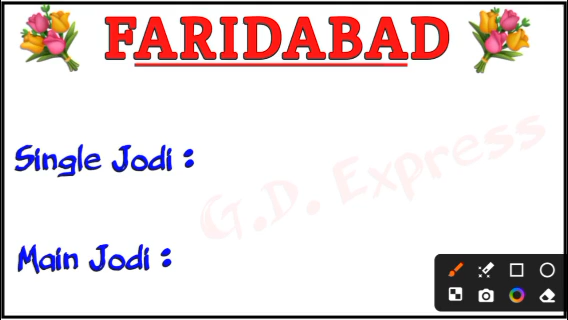 FARIDABAD
Single Jodi :
G.D. Express
Main Jodi :